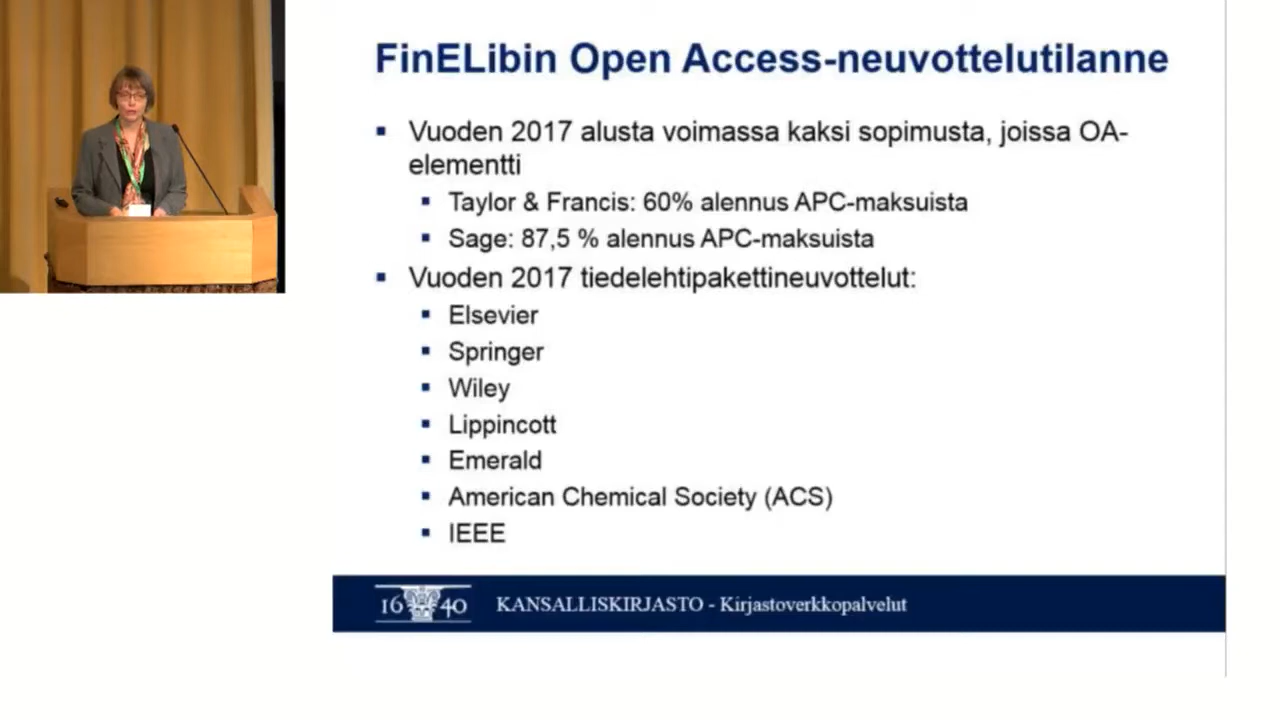 FinELibin Open Access-neuvottelutilanne
▪ Vuoden 2017 alusta voimassa kaksi sopimusta, joissa OA-
elementti
▪ Taylor & Francis: 60% alennus APC-maksuista
▪ Sage: 87,5 % alennus APC-maksuista
▪ Vuoden 2017 tiedelehtipakettineuvottelut:
▪ Elsevier
▪ Springer
▪ Wiley
▪ Lippincott
▪ Emerald
▪ American Chemical Society (ACS)
▪ IEEE
16 40 KANSALLISKIRJASTO - Kirjastoverkkopalvelut